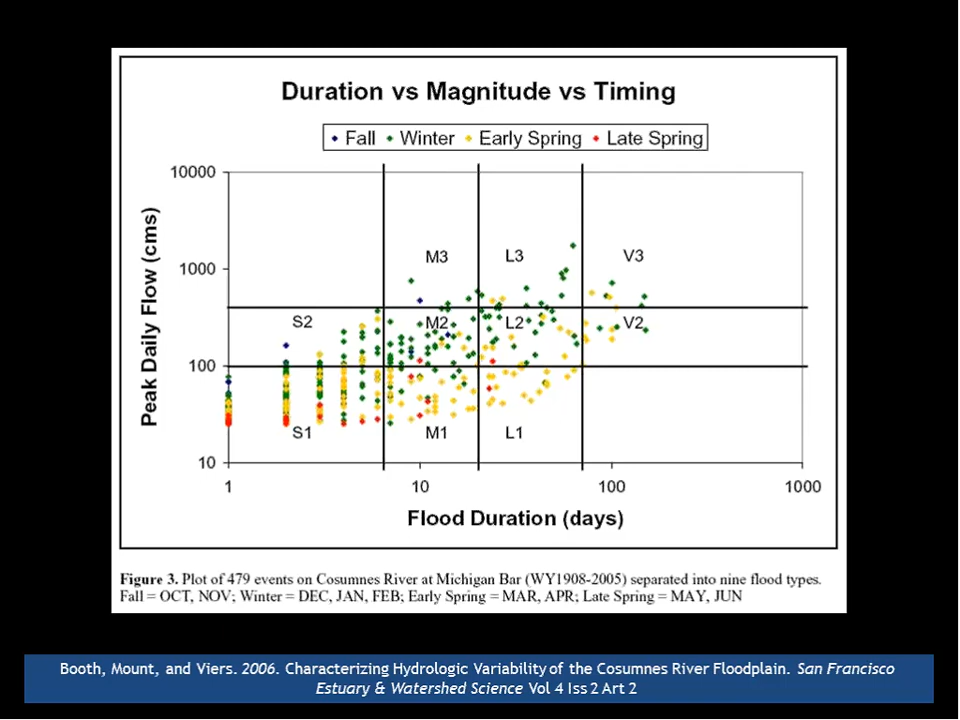 Duration vs Magnitude vs Timing
Fall Winter Early Spring Late Spring
10000
1000
100
10
Peak Daily Flow (cms)
M3 L3 V3
S2 M2 L2 V2
S1 M1 L1
1 10 100 1000
Flood Duration (days)
Figure 3. Plot of 479 events on Cosumnes River at Michigan Bar (WY1908-2005) separated into nine flood types.
Fall = OCT, NOV; Winter = DEC, JAN, FEB; Early Spring = MAR, APR; Late Spring = MAY, JUN
Booth, Mount, and Viers. 2006. Characterizing Hydrologic Variability of the Cosumnes River Floodplain. San Francisco
Estuary & Watershed Science Vol 4 Iss 2 Art 2